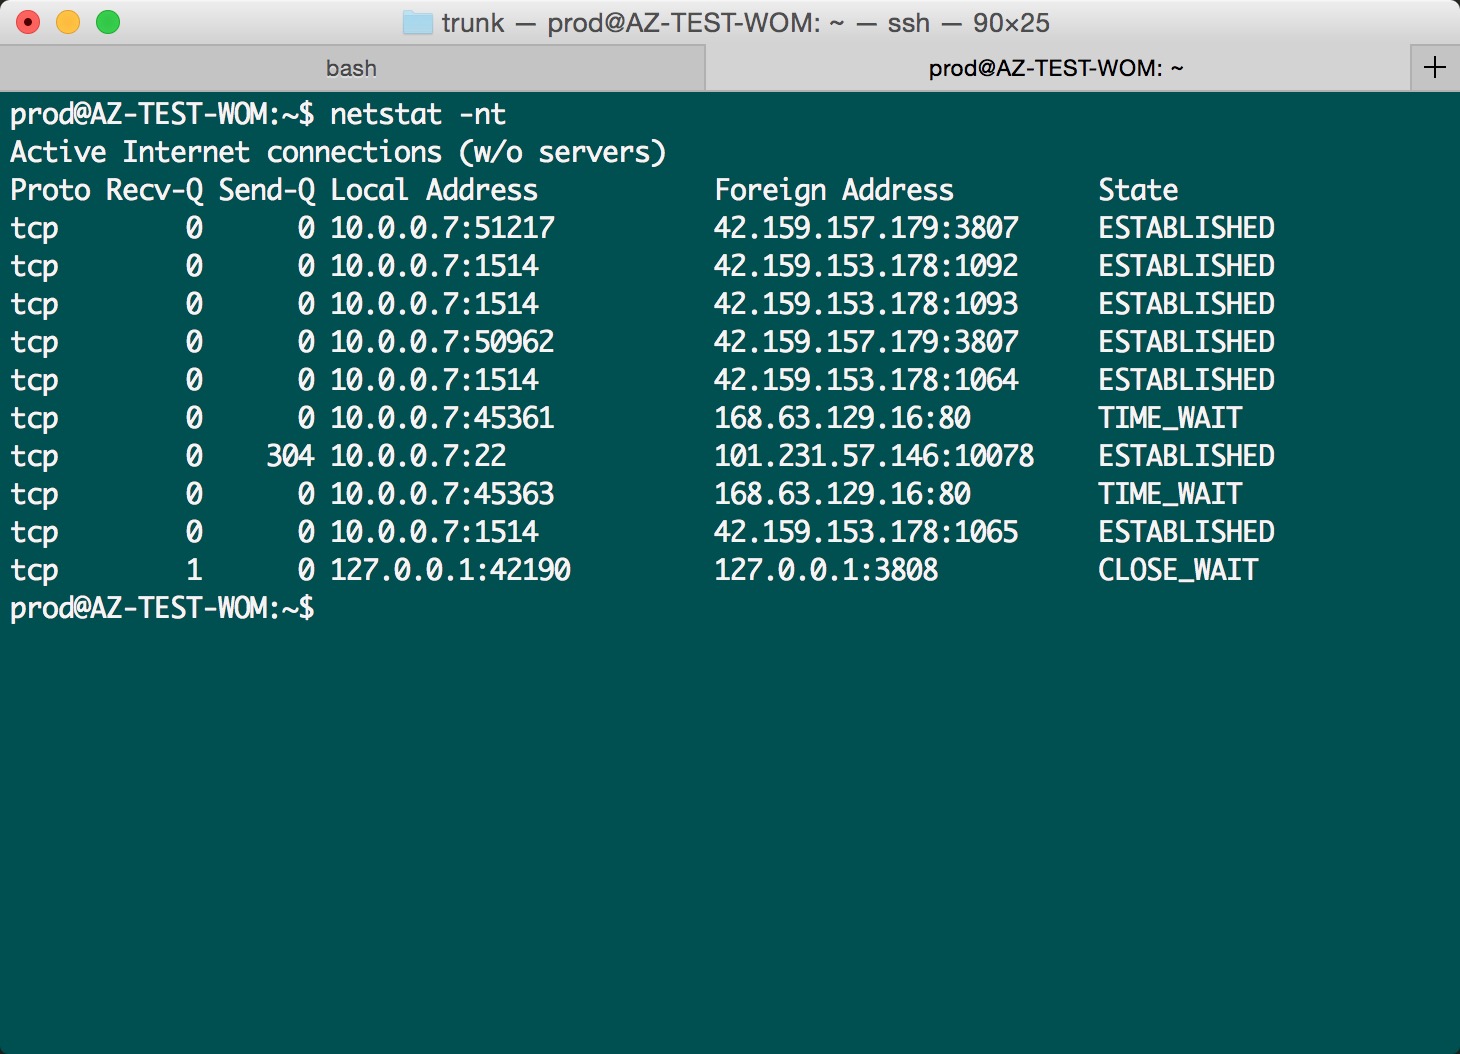 trunk — prod@AZ-TEST-WOM: ~ — ssh — 90×25
bash prod@AZ-TEST-WOM: ~ +
prod@AZ-TEST-WOM:~$ netstat -nt
Active Internet connections (w/o servers)
Proto Recv-Q Send-Q Local Address           Foreign Address         State
tcp        0      0 10.0.0.7:51217          42.159.157.179:3807     ESTABLISHED
tcp        0      0 10.0.0.7:1514           42.159.153.178:1092     ESTABLISHED
tcp        0      0 10.0.0.7:1514           42.159.153.178:1093     ESTABLISHED
tcp        0      0 10.0.0.7:50962          42.159.157.179:3807     ESTABLISHED
tcp        0      0 10.0.0.7:1514           42.159.153.178:1064     ESTABLISHED
tcp        0      0 10.0.0.7:45361          168.63.129.16:80        TIME_WAIT
tcp        0    304 10.0.0.7:22             101.231.57.146:10078    ESTABLISHED
tcp        0      0 10.0.0.7:45363          168.63.129.16:80        TIME_WAIT
tcp        0      0 10.0.0.7:1514           42.159.153.178:1065     ESTABLISHED
tcp        1      0 127.0.0.1:42190         127.0.0.1:3808          CLOSE_WAIT
prod@AZ-TEST-WOM:~$